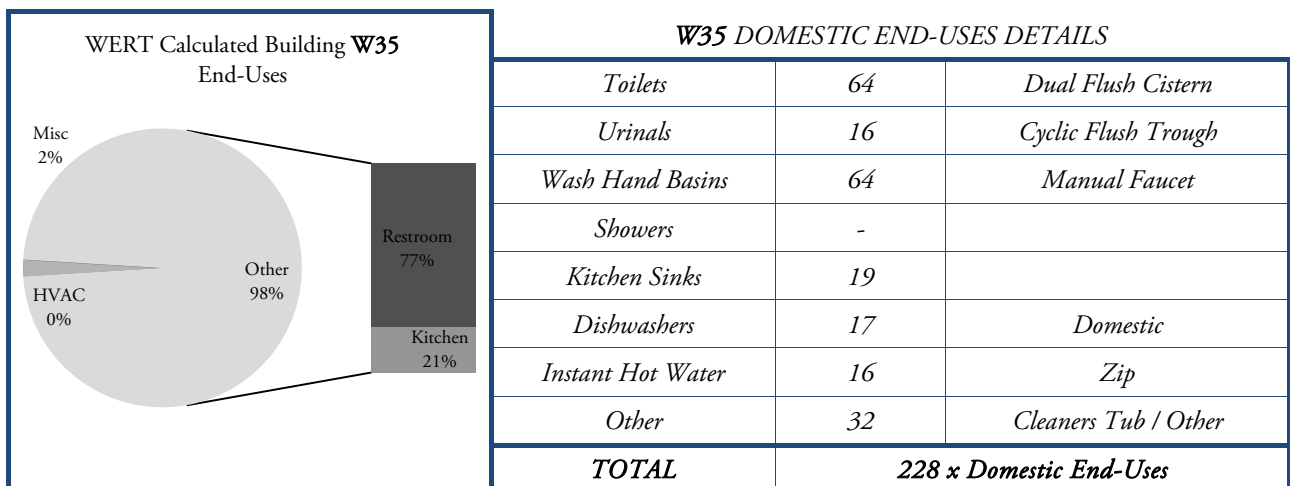 WERT Calculated Building W35
End-Uses
Misc
2%
HVAC
0%
Other
98%
Restroom
77%
Kitchen
21%
W35 DOMESTIC END-USES DETAILS
Toilets 64 Dual Flush Cistern
Urinals 16 Cyclic Flush Trough
Wash Hand Basins 64 Manual Faucet
Showers -
Kitchen Sinks 19
Dishwashers 17 Domestic
Instant Hot Water 16 Zip
Other 32 Cleaners Tub / Other
TOTAL 228 x Domestic End-Uses